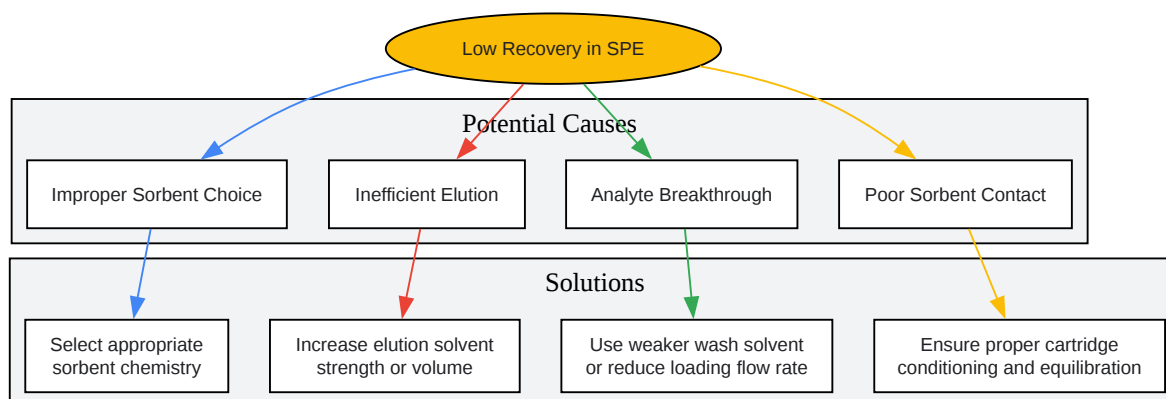 Low Recovery in SPE
Potential Causes
Improper Sorbent Choice
Inefficient Elution
Analyte Breakthrough
Poor Sorbent Contact
Solutions
Select appropriate
sorbent chemistry
Increase elution solvent
strength or volume
Use weaker wash solvent
or reduce loading flow rate
Ensure proper cartridge
conditioning and equilibration